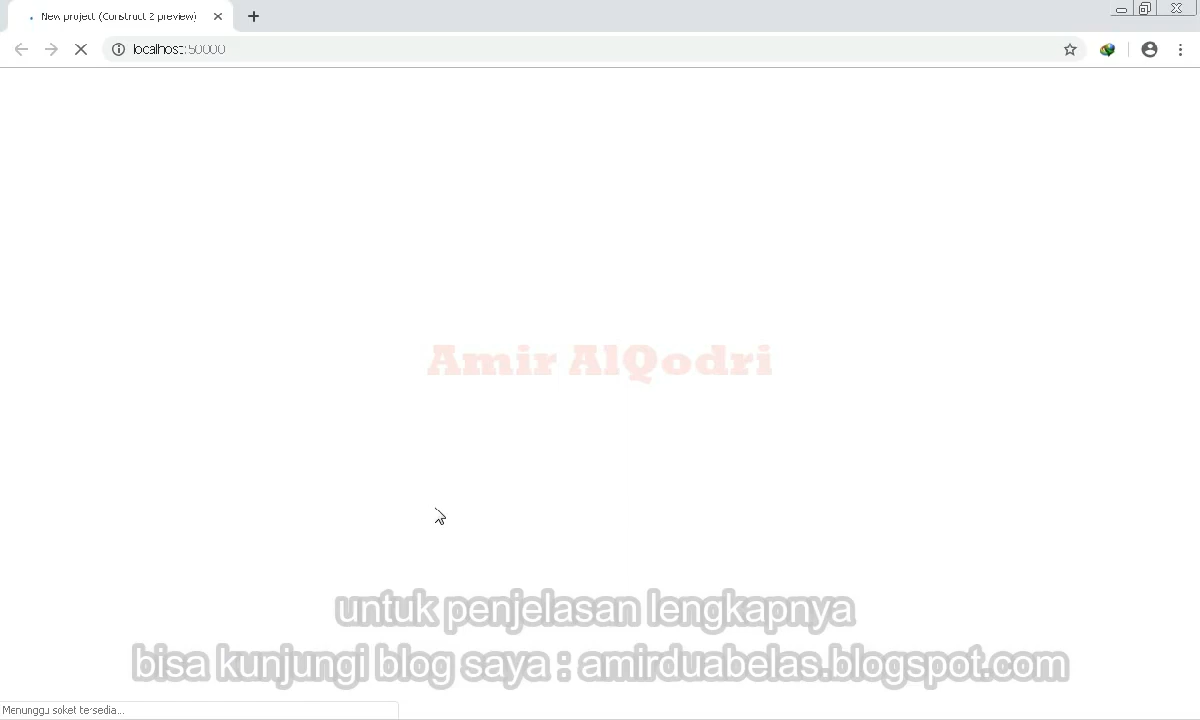 New project (Construct 2 preview)
localhost:50000
Amir AlQodri
untuk penjelasan lengkapnya
bisa kunjungi blog saya : amirduabelas.blogspot.com
Menunggu soket tersedia...